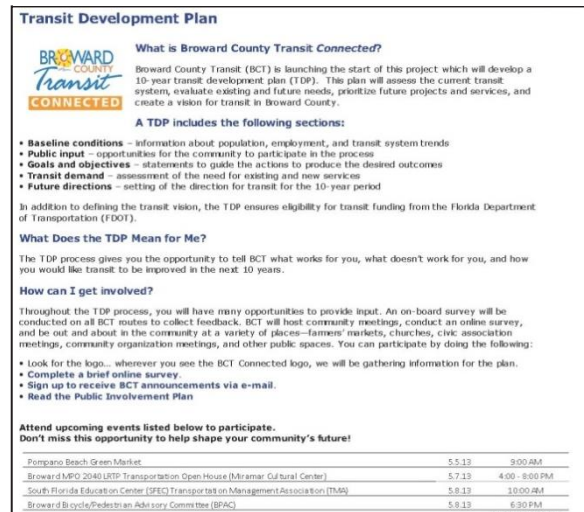 Transit Development Plan
BROWARD
COUNTY
Transit
CONNECTED
What is Broward County Transit Connected?
Broward County Transit (BCT) is launching the start of this project which will develop a
10-year transit development plan (TDP). This plan will assess the current transit
system, evaluate existing and future needs, prioritize future projects and services, and
create a vision for transit in Broward County.
A TDP includes the following sections:
• Baseline conditions – information about population, employment, and transit system trends
• Public input – opportunities for the community to participate in the process
• Goals and objectives – statements to guide the actions to produce the desired outcomes
• Transit demand – assessment of the need for existing and new services
• Future directions – setting of the direction for transit for the 10-year period
In addition to defining the transit vision, the TDP ensures eligibility for transit funding from the Florida Department
of Transportation (FDOT).
What Does the TDP Mean for Me?
The TDP process gives you the opportunity to tell BCT what works for you, what doesn't work for you, and how
you would like transit to be improved in the next 10 years.
How can I get involved?
Throughout the TDP process, you will have many opportunities to provide input. An on-board survey will be
conducted on all BCT routes to collect feedback. BCT will host community meetings, conduct an online survey,
and be out and about in the community at a variety of places—farmers' markets, churches, civic association
meetings, community organization meetings, and other public spaces. You can participate by doing the following:
• Look for the logo... wherever you see the BCT Connected logo, we will be gathering information for the plan.
• Complete a brief online survey.
• Sign up to receive BCT announcements via e-mail.
• Read the Public Involvement Plan
Attend upcoming events listed below to participate.
Don't miss this opportunity to help shape your community's future!
Pompano Beach Green Market 5.5.13 9:00 AM
Broward MPO 2040 LRTP Transportation Open House (Miramar Cultural Center) 5.7.13 4:00 - 8:00 PM
South Florida Education Center (SFEC) Transportation Management Association (TMA) 5.8.13 10:00 AM
Broward Bicycle/Pedestrian Advisory Committee (BPAC) 5.8.13 6:30 PM